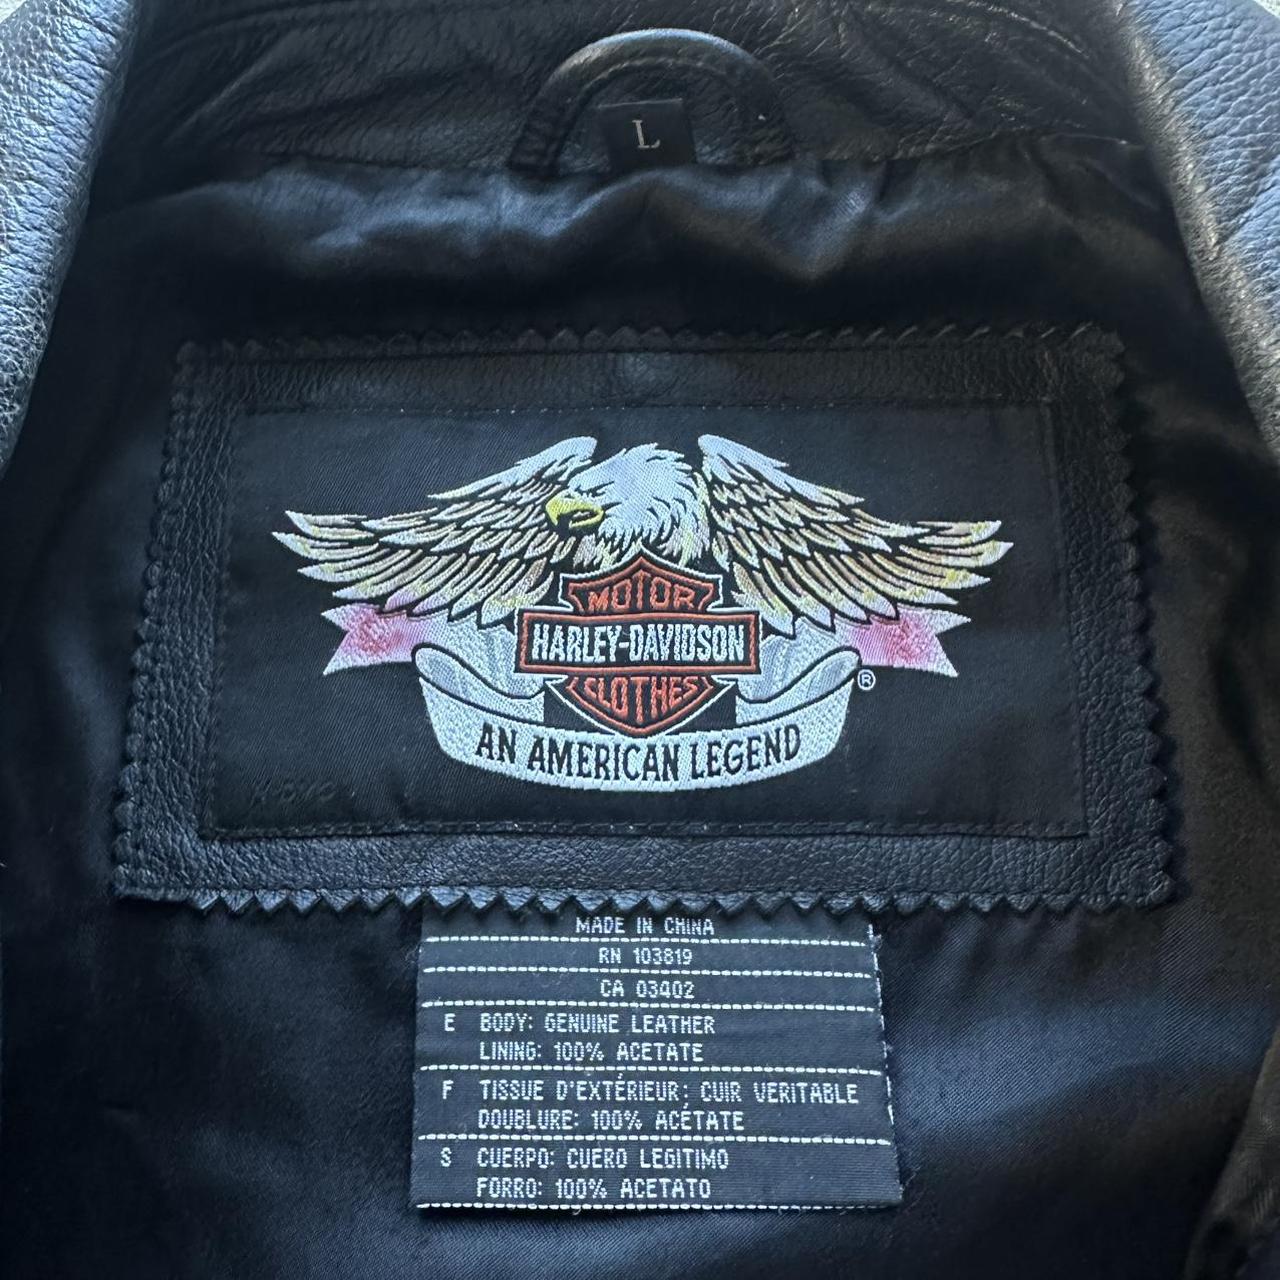 L
MOTOR
HARLEY-DAVIDSON
CLOTHES
®
AN AMERICAN LEGEND
MADE IN CHINA
RN 103819
CA 03402
E BODY: GENUINE LEATHER
LINING: 100% ACETATE
F TISSUE D'EXTÉRIEUR: CUIR VERITABLE
DOUBLURE: 100% ACÉTATE
S CUERPO: CUERO LEGITIMO
FORRO: 100% ACETATO